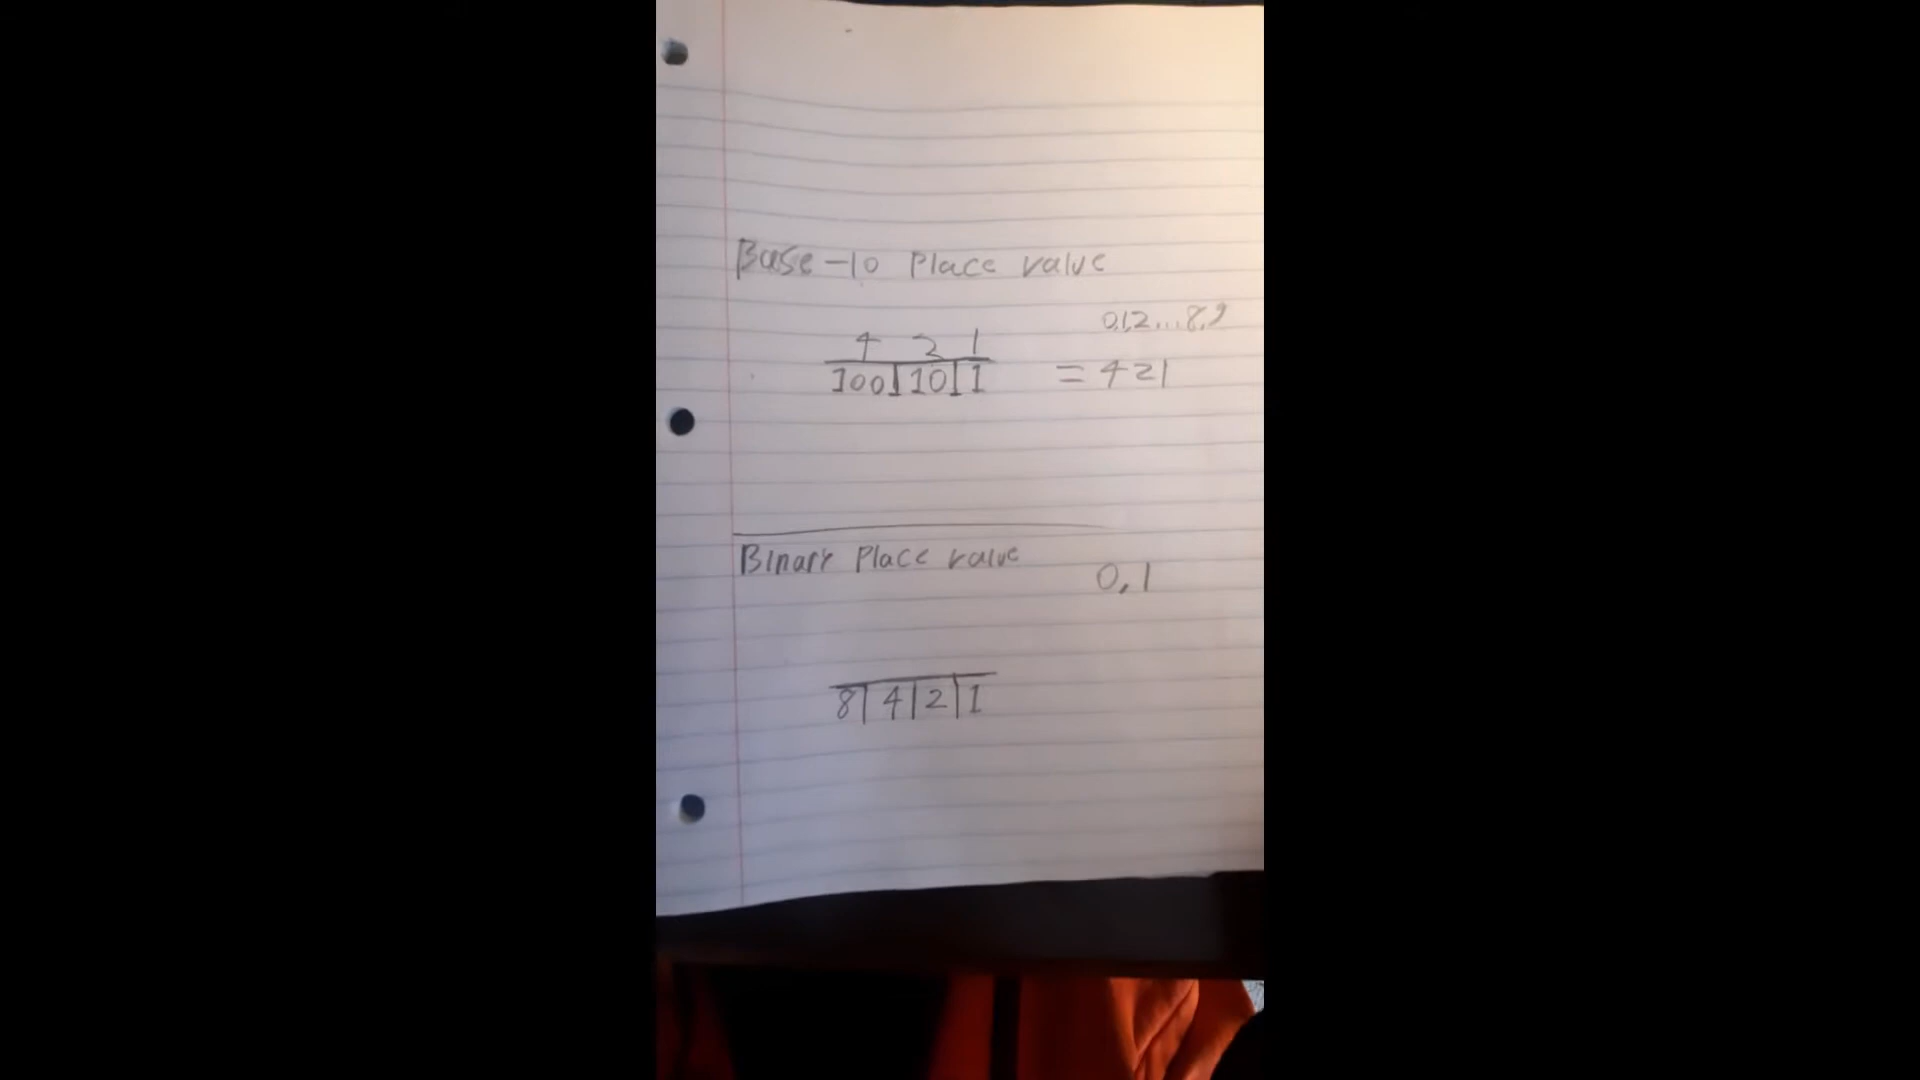 Base-10 Place value
0,1,2...8,9
4 2 1
100|10|1 = 421
Binary Place value
0,1
8|4|2|1